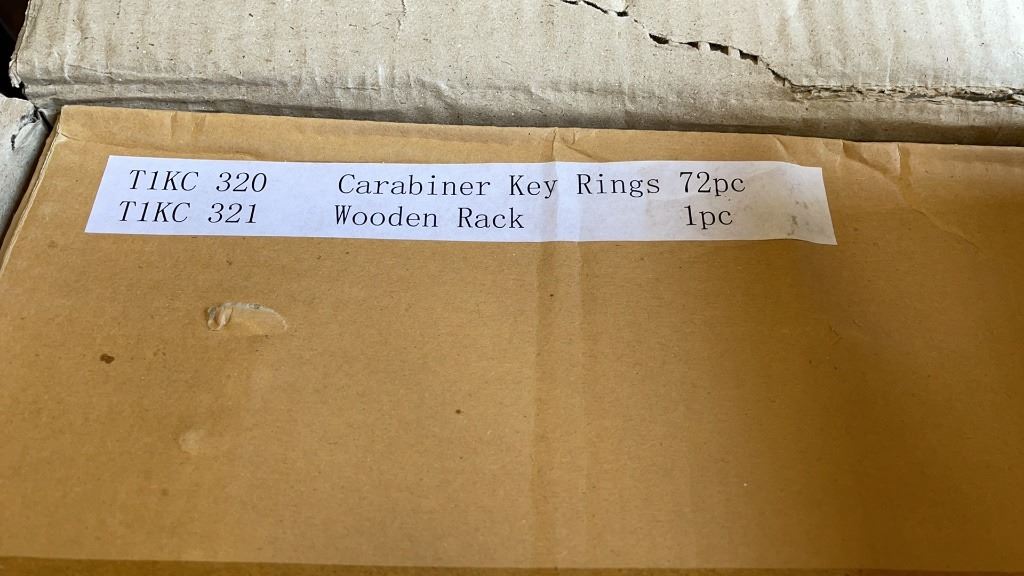 T1KC 320 Carabiner Key Rings 72pc
T1KC 321 Wooden Rack 1pc